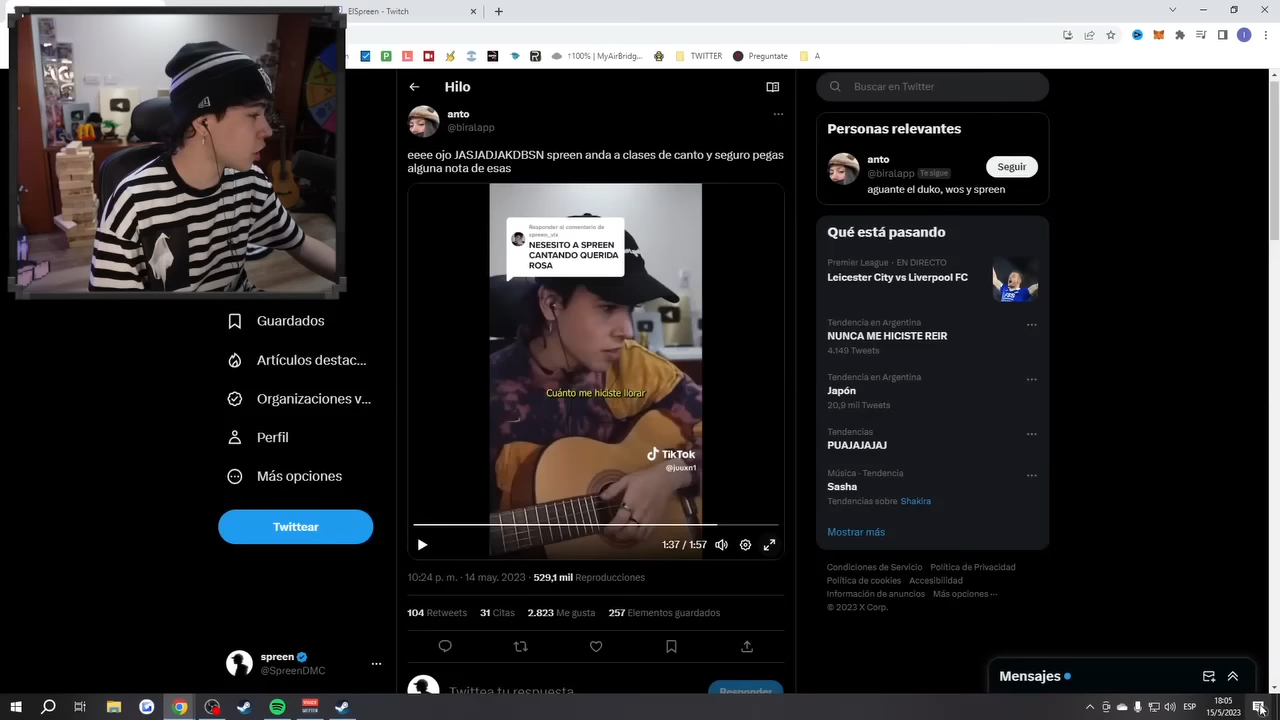 ElSpreen - Twitch
↑100% | MyAirBridg...
TWITTER
Preguntate
A
Guardados
Artículos destac...
Organizaciones v...
Perfil
Más opciones
Twittear
spreen
@SpreenDMC
Hilo
anto
@biralapp
eeee ojo JASJADJAKDBSN spreen anda a clases de canto y seguro pegas
alguna nota de esas
Responder al comentario de
spreen_viz
NESESITO A SPREEN
CANTANDO QUERIDA
ROSA
Cuánto me hiciste llorar
TikTok
@juuxn1
1:37 / 1:57
10:24 p. m. · 14 may. 2023 · 529,1 mil Reproducciones
104 Retweets 31 Citas 2.823 Me gusta 257 Elementos guardados
Twittea tu respuesta
Responder
Buscar en Twitter
Personas relevantes
anto
@biralapp Te sigue
Seguir
aguante el duko, wos y spreen
Qué está pasando
Premier League · EN DIRECTO
Leicester City vs Liverpool FC
Tendencia en Argentina
NUNCA ME HICISTE REIR
4.149 Tweets
Tendencia en Argentina
Japón
20,9 mil Tweets
Tendencias
PUAJAJAJAJ
Música · Tendencia
Sasha
Tendencias sobre Shakira
Mostrar más
Condiciones de Servicio Política de Privacidad
Política de cookies Accesibilidad
Información de anuncios Más opciones ···
© 2023 X Corp.
Mensajes
ESP
18:05
15/5/2023